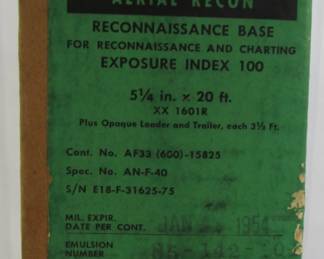 AERIAL RECON
RECONNAISSANCE BASE
FOR RECONNAISSANCE AND CHARTING
EXPOSURE INDEX 100
5¼ in. x 20 ft.
XX 1601R
Plus Opaque Leader and Trailer, each 3½ Ft.
Cont. No. AF33 (600)-15825
Spec. No. AN-F-40
S/N E18-F-31625-75
MIL. EXPIR.
DATE PER CONT. JAN 1954
EMULSION
NUMBER